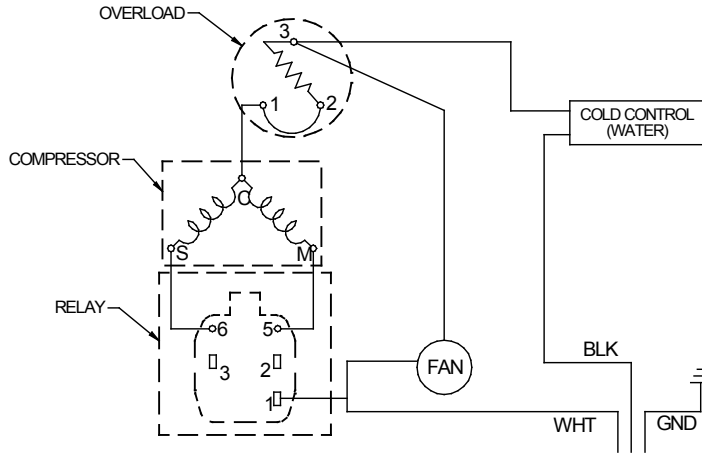 OVERLOAD
3
1
2
COLD CONTROL
(WATER)
COMPRESSOR
C
S
M
RELAY
6
5
3
2
1
FAN
BLK
WHT
GND